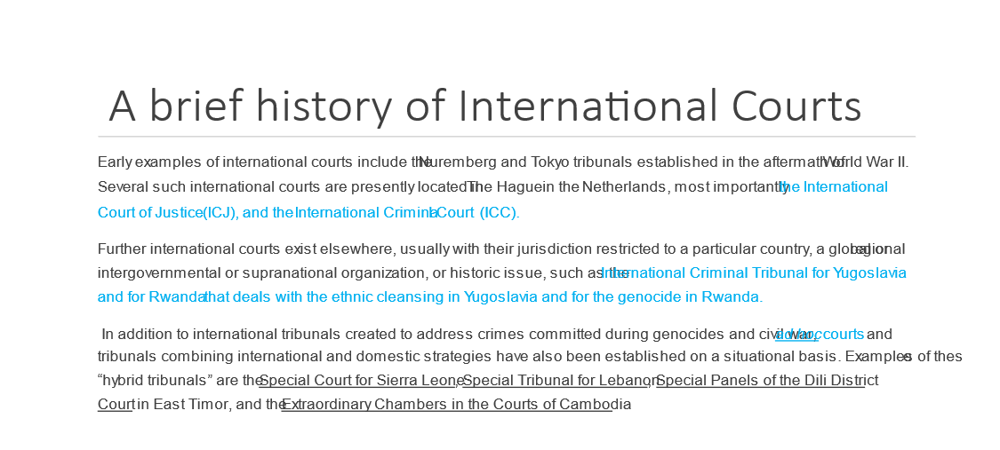 A brief history of International Courts
Early examples of international courts include the Nuremberg and Tokyo tribunals established in the aftermath of World War II.
Several such international courts are presently located in The Hague in the Netherlands, most importantly the International
Court of Justice (ICJ), and the International Criminal Court (ICC).
Further international courts exist elsewhere, usually with their jurisdiction restricted to a particular country, a global or regional
intergovernmental or supranational organization, or historic issue, such as the International Criminal Tribunal for Yugoslavia
and for Rwanda that deals with the ethnic cleansing in Yugoslavia and for the genocide in Rwanda.
In addition to international tribunals created to address crimes committed during genocides and civil war, ad hoc courts and
tribunals combining international and domestic strategies have also been established on a situational basis. Examples of these
“hybrid tribunals” are the Special Court for Sierra Leone, Special Tribunal for Lebanon, Special Panels of the Dili District
Court in East Timor, and the Extraordinary Chambers in the Courts of Cambodia